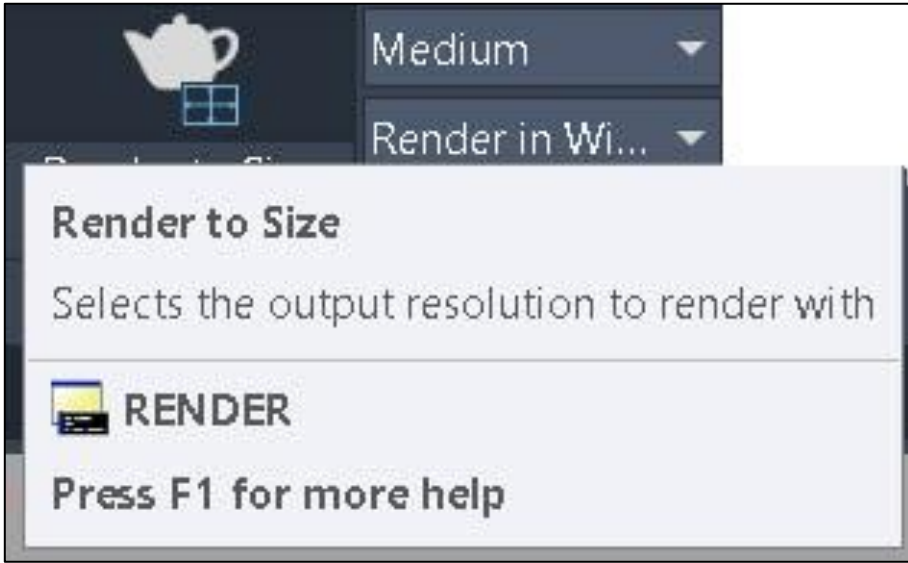 Medium
Render in Wi...
Render to Size
Selects the output resolution to render with
RENDER
Press F1 for more help